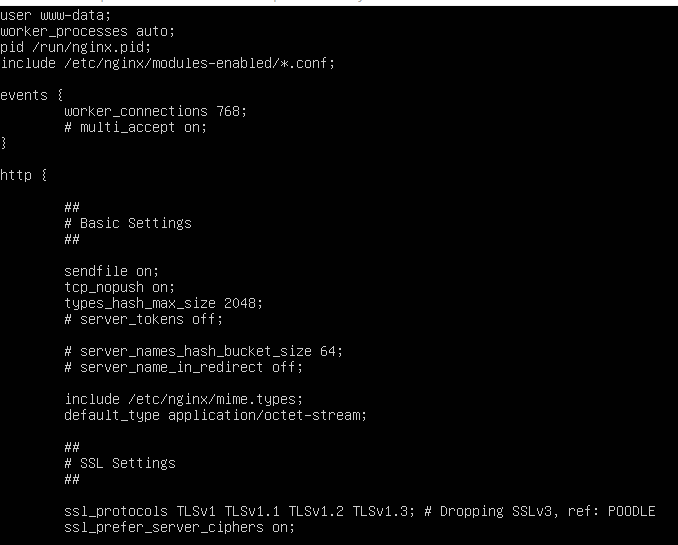 user www-data;
worker_processes auto;
pid /run/nginx.pid;
include /etc/nginx/modules-enabled/*.conf;
events {
worker_connections 768;
# multi_accept on;
}
http {
##
# Basic Settings
##
sendfile on;
tcp_nopush on;
types_hash_max_size 2048;
# server_tokens off;
# server_names_hash_bucket_size 64;
# server_name_in_redirect off;
include /etc/nginx/mime.types;
default_type application/octet-stream;
##
# SSL Settings
##
ssl_protocols TLSv1 TLSv1.1 TLSv1.2 TLSv1.3; # Dropping SSLv3, ref: POODLE
ssl_prefer_server_ciphers on;